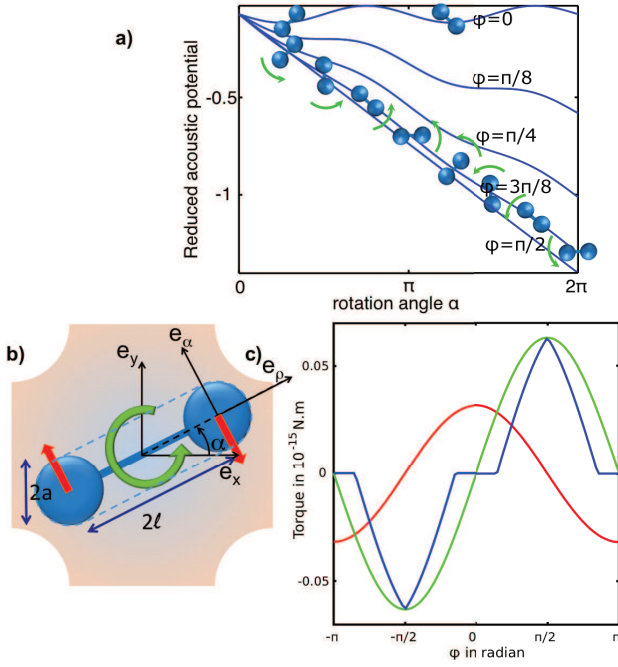 a)
Reduced acoustic potential
-0.5
-1
φ=0
φ=π/8
φ=π/4
φ=3π/8
φ=π/2
0
π
2π
rotation angle α
b)
e_y
e_α
e_ρ
α
e_x
2a
2ℓ
c)
Torque in 10⁻¹⁵ N.m
0.05
0
-0.05
-π
-π/2
0
π/2
π
φ in radian